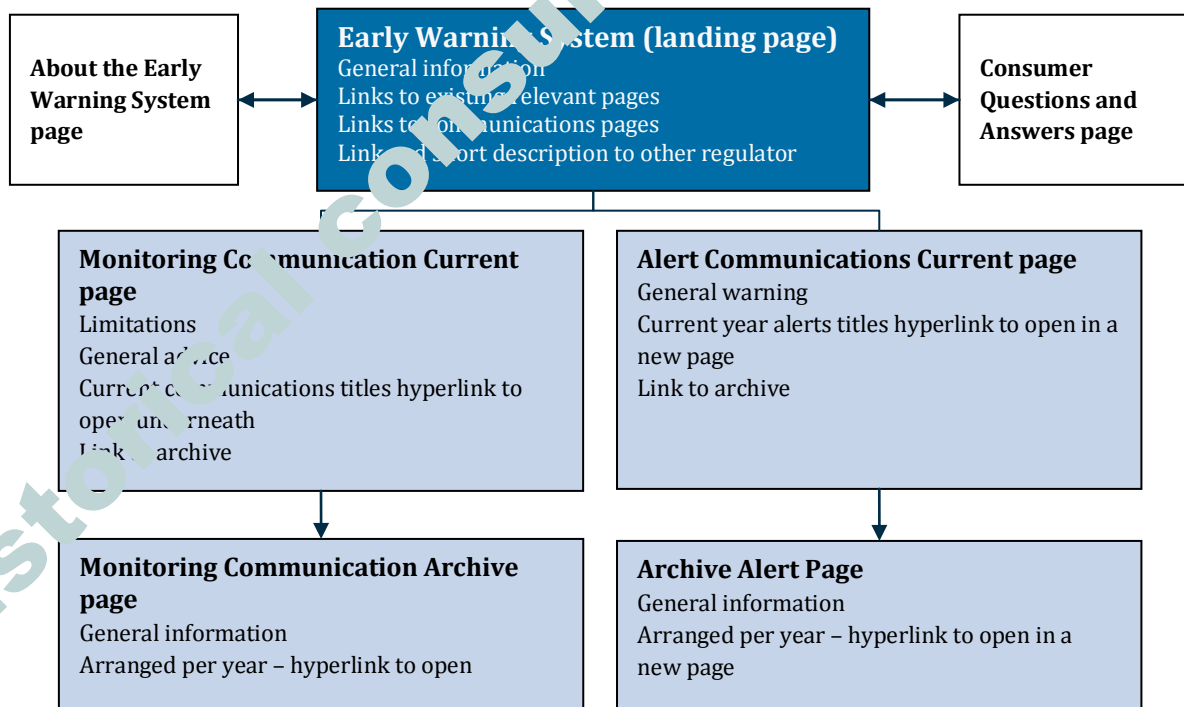 About the Early
Warning System
page
Early Warning System (landing page)
General information
Links to existing relevant pages
Links to communications pages
Link and short description to other regulator
Consumer
Questions and
Answers page
Monitoring Communication Current
page
Limitations
General advice
Current communications titles hyperlink to
open underneath
Link to archive
Alert Communications Current page
General warning
Current year alerts titles hyperlink to open in a
new page
Link to archive
Monitoring Communication Archive
page
General information
Arranged per year – hyperlink to open
Archive Alert Page
General information
Arranged per year – hyperlink to open in a
new page
storical consu